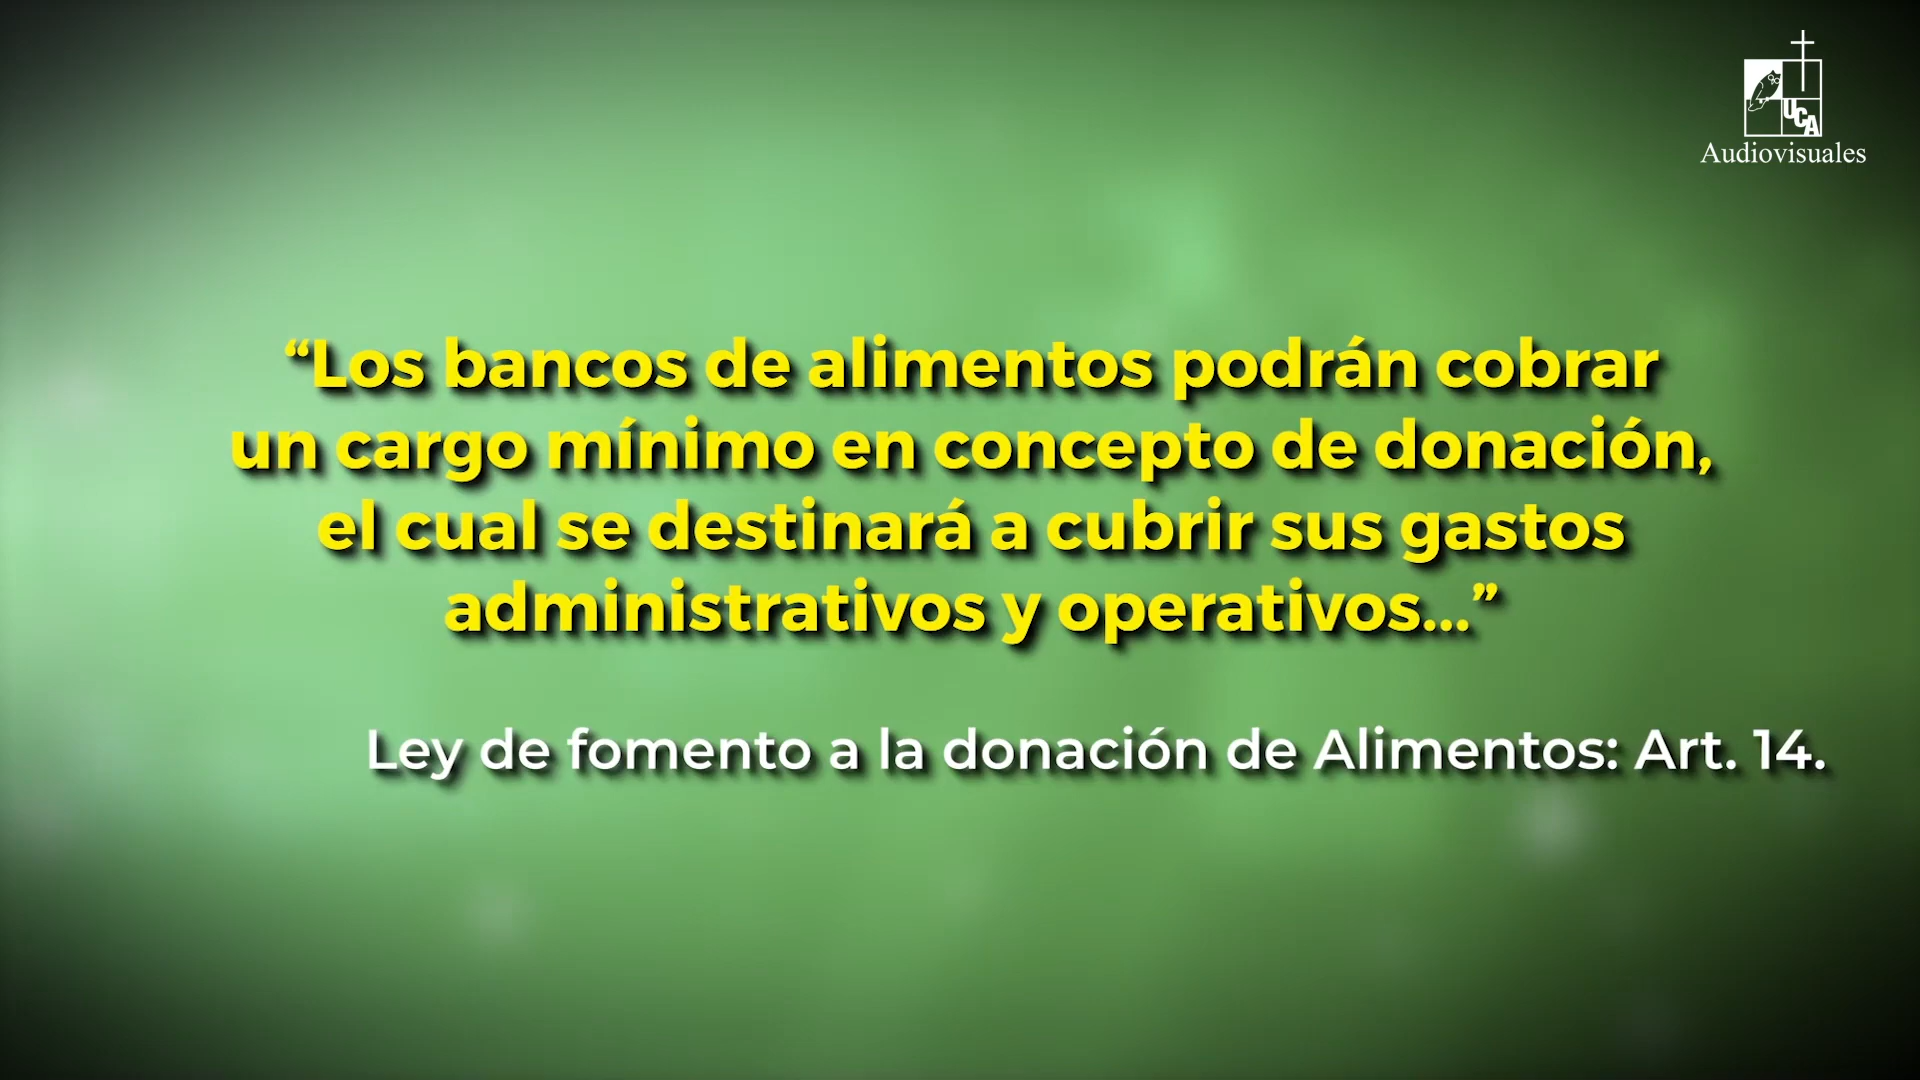 UCA
Audiovisuales
“Los bancos de alimentos podrán cobrar
un cargo mínimo en concepto de donación,
el cual se destinará a cubrir sus gastos
administrativos y operativos...”
Ley de fomento a la donación de Alimentos: Art. 14.